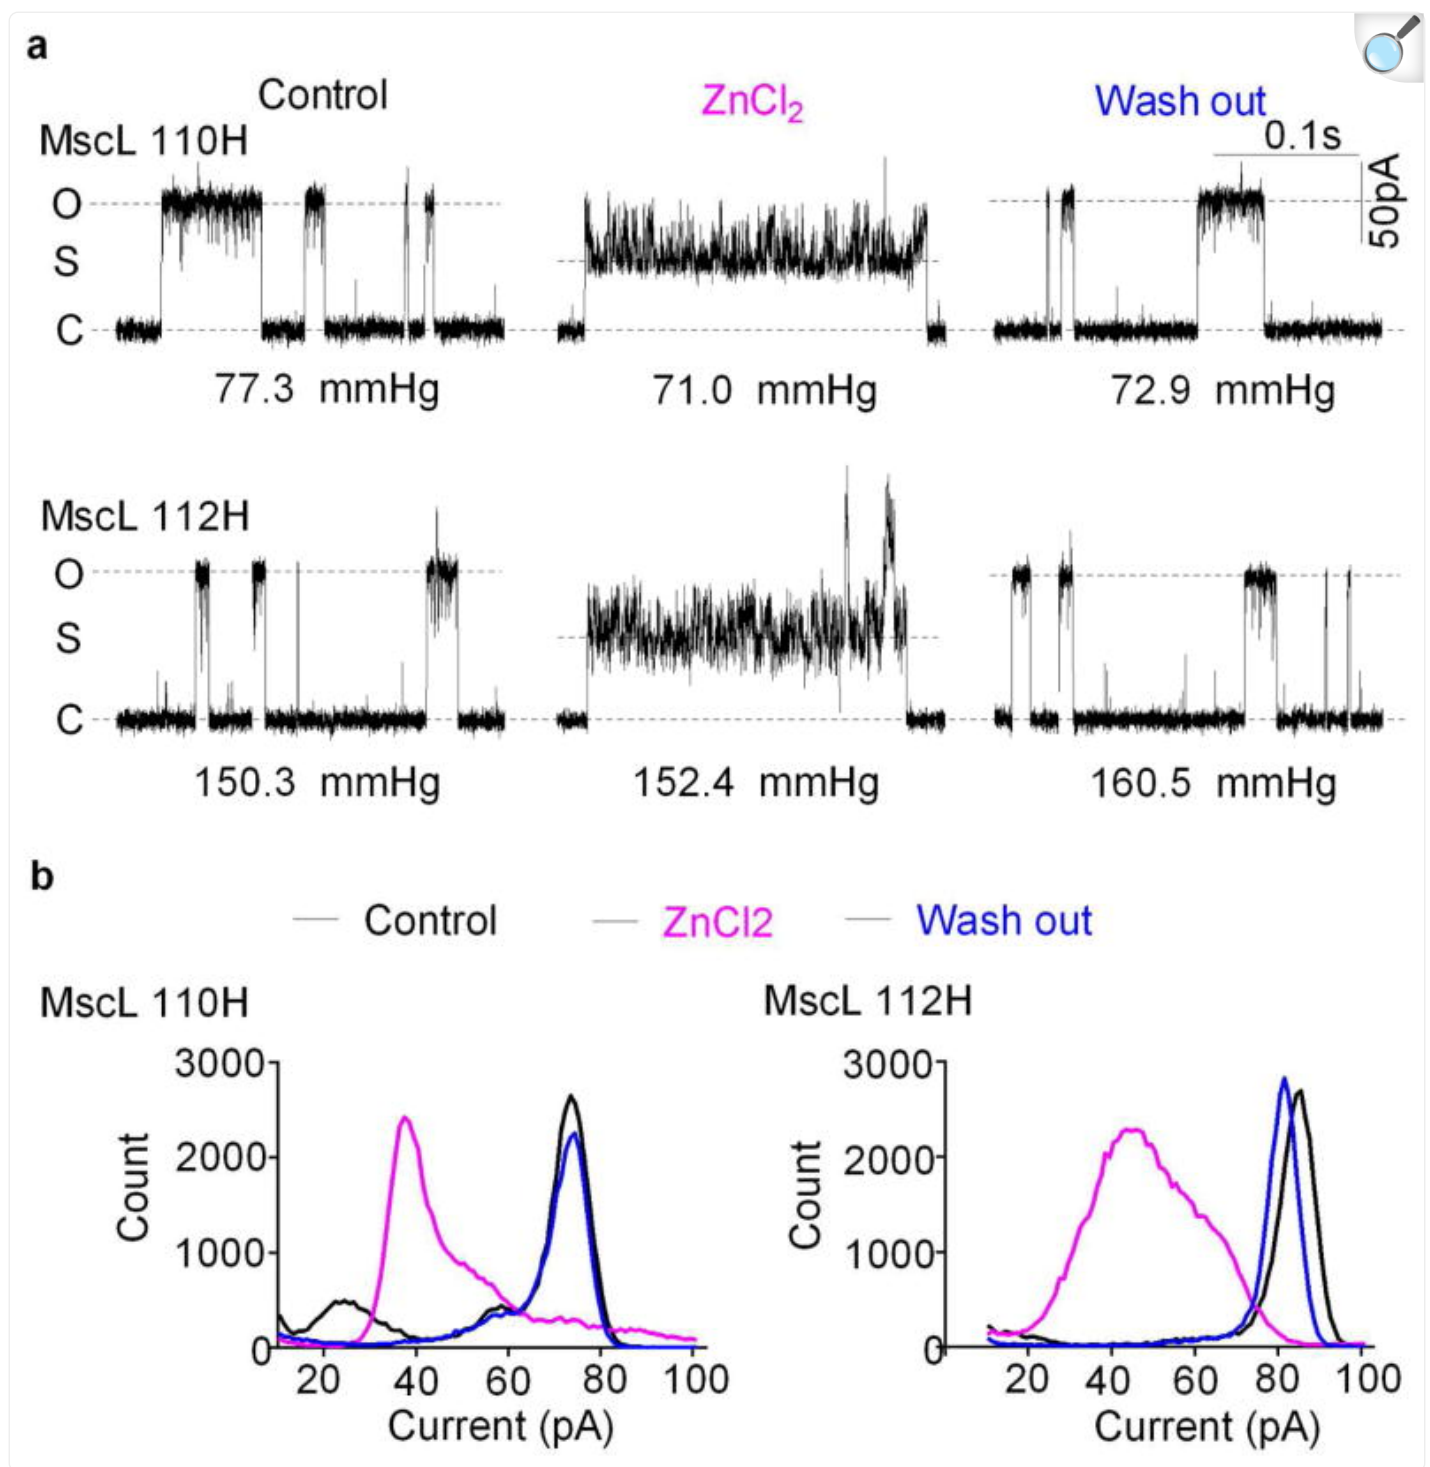 a
Control
ZnCl₂
Wash out
MscL 110H
0.1s
50pA
O
S
C
77.3 mmHg
71.0 mmHg
72.9 mmHg
MscL 112H
O
S
C
150.3 mmHg
152.4 mmHg
160.5 mmHg
b
Control
ZnCl2
Wash out
MscL 110H
3000
2000
1000
0
Count
20 40 60 80 100
Current (pA)
MscL 112H
3000
2000
1000
0
Count
20 40 60 80 100
Current (pA)